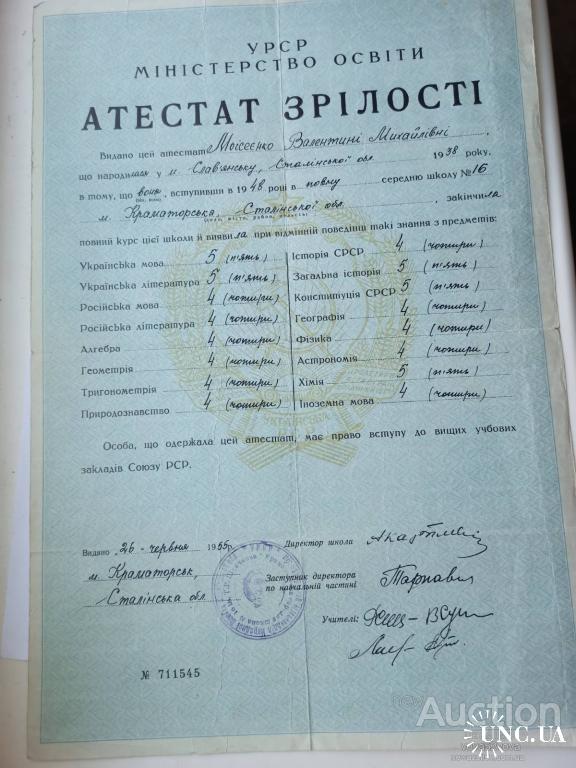 УРСР
МІНІСТЕРСТВО ОСВІТИ
АТЕСТАТ ЗРІЛОСТІ
Видано цей атестат Моісеєнко Валентині Михайлівні
що народилася у м. Слав'янську, Сталінської обл. 1938 року,
в тому, що вона, вступивши в 1948 році в повну середню школу № 16
м. Краматорська, Сталінської обл., закінчила
повний курс цієї школи й виявила при відмінній поведінці такі знання з предметів:
Українська мова 5 (п'ять)
Українська література 5 (п'ять)
Російська мова 4 (чотири)
Російська література 4 (чотири)
Алгебра 4 (чотири)
Геометрія 4 (чотири)
Тригонометрія 4 (чотири)
Природознавство 4 (чотири)
Історія СРСР 4 (чотири)
Загальна історія 5 (п'ять)
Конституція СРСР 5 (п'ять)
Географія 4 (чотири)
Фізика 4 (чотири)
Астрономія 4 (чотири)
Хімія 5 (п'ять)
Іноземна мова 4 (чотири)
Особа, що одержала цей атестат, має право вступу до вищих учбових
закладів Союзу РСР.
Видано 26 - червня 1955 р.
м. Краматорськ,
Сталінська обл.
Директор школа
Заступник директора
по навчальній частині
Учителі:
№ 711545
Auction
UNC.UA